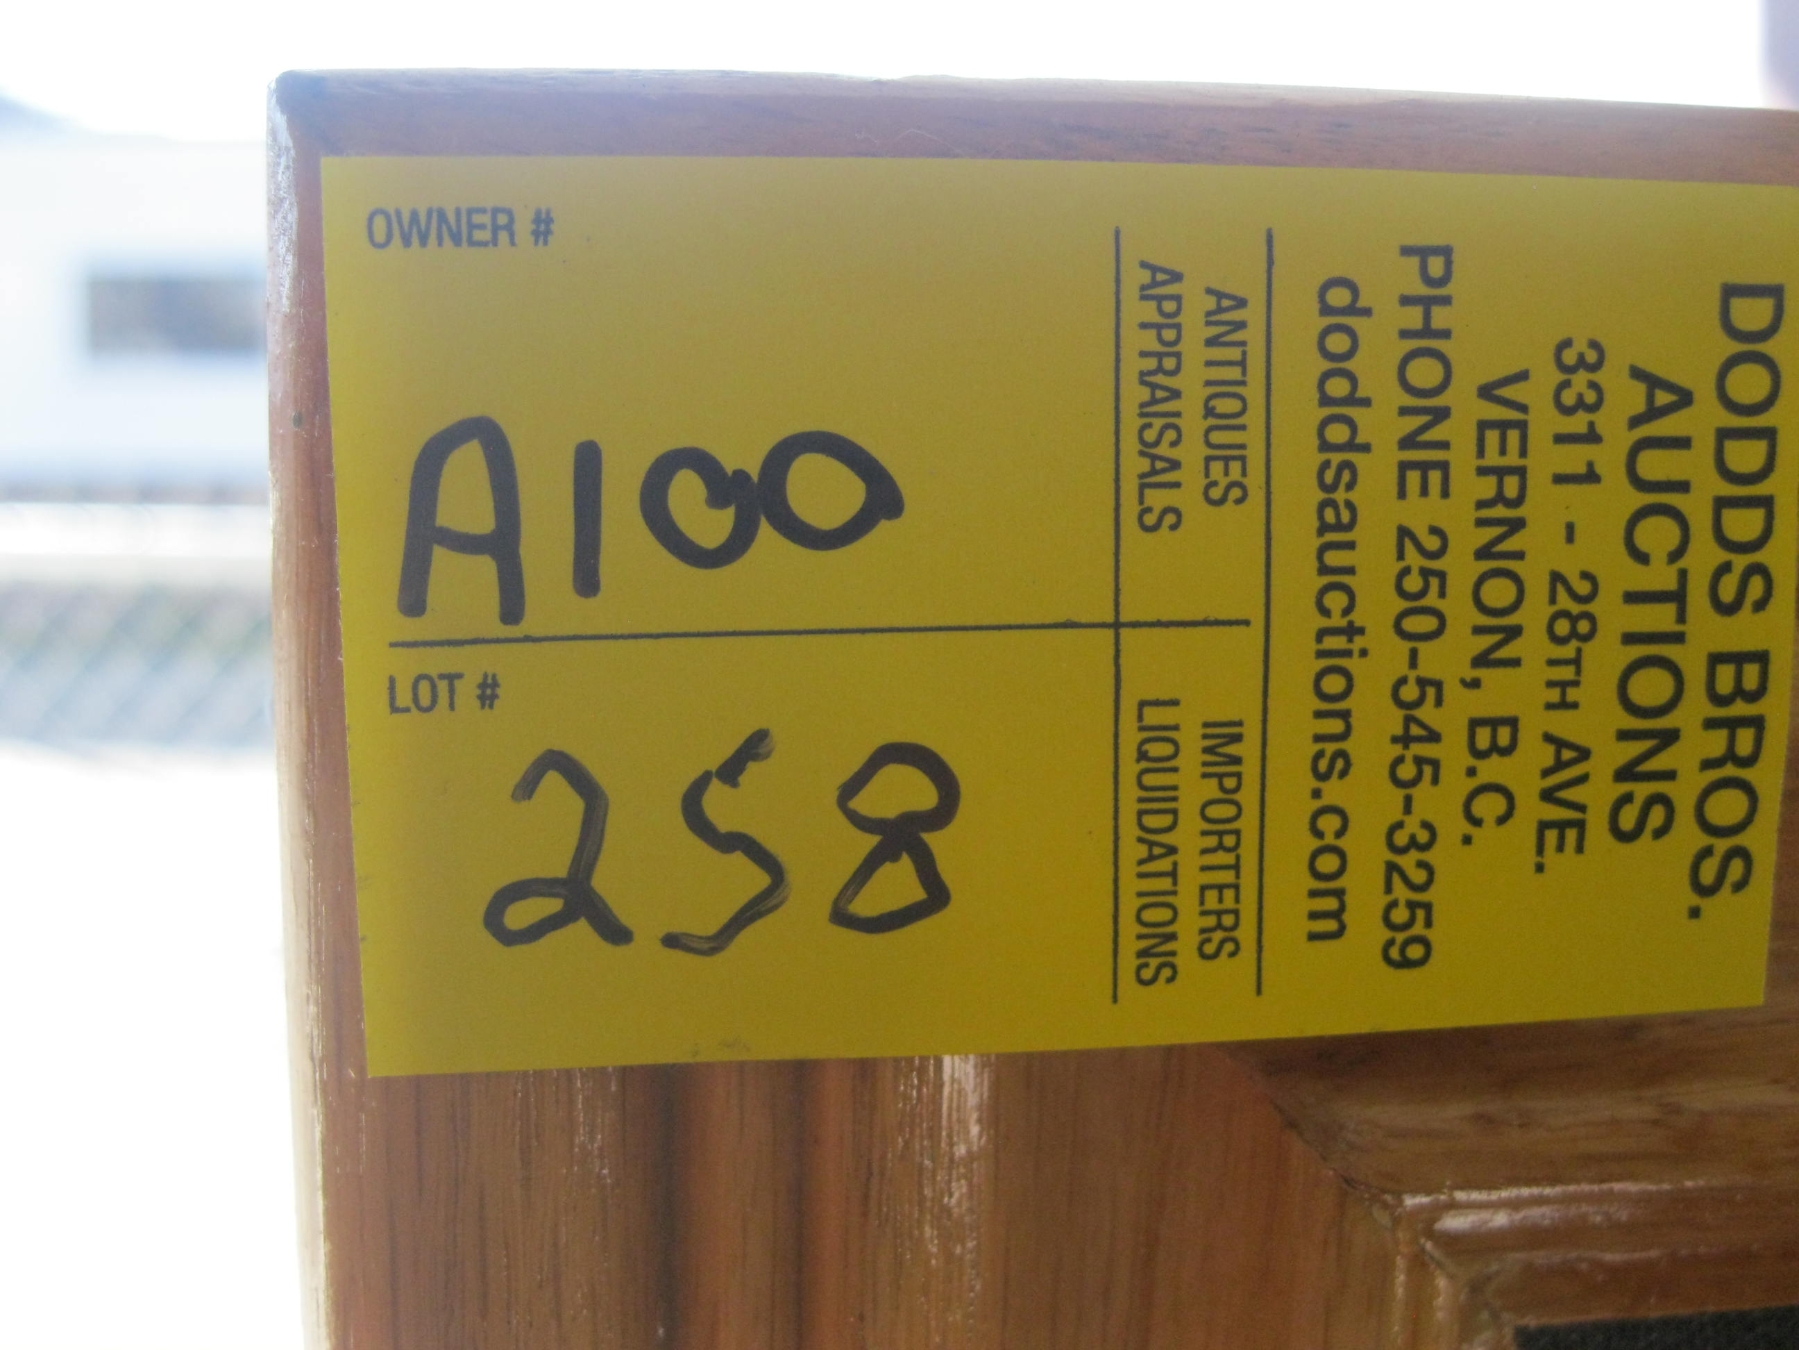 OWNER #
A100
LOT #
258
DODDS BROS.
AUCTIONS
3311 - 28TH AVE.
VERNON, B.C.
PHONE 250-545-3259
doddsauctions.com
ANTIQUES
APPRAISALS
IMPORTERS
LIQUIDATIONS